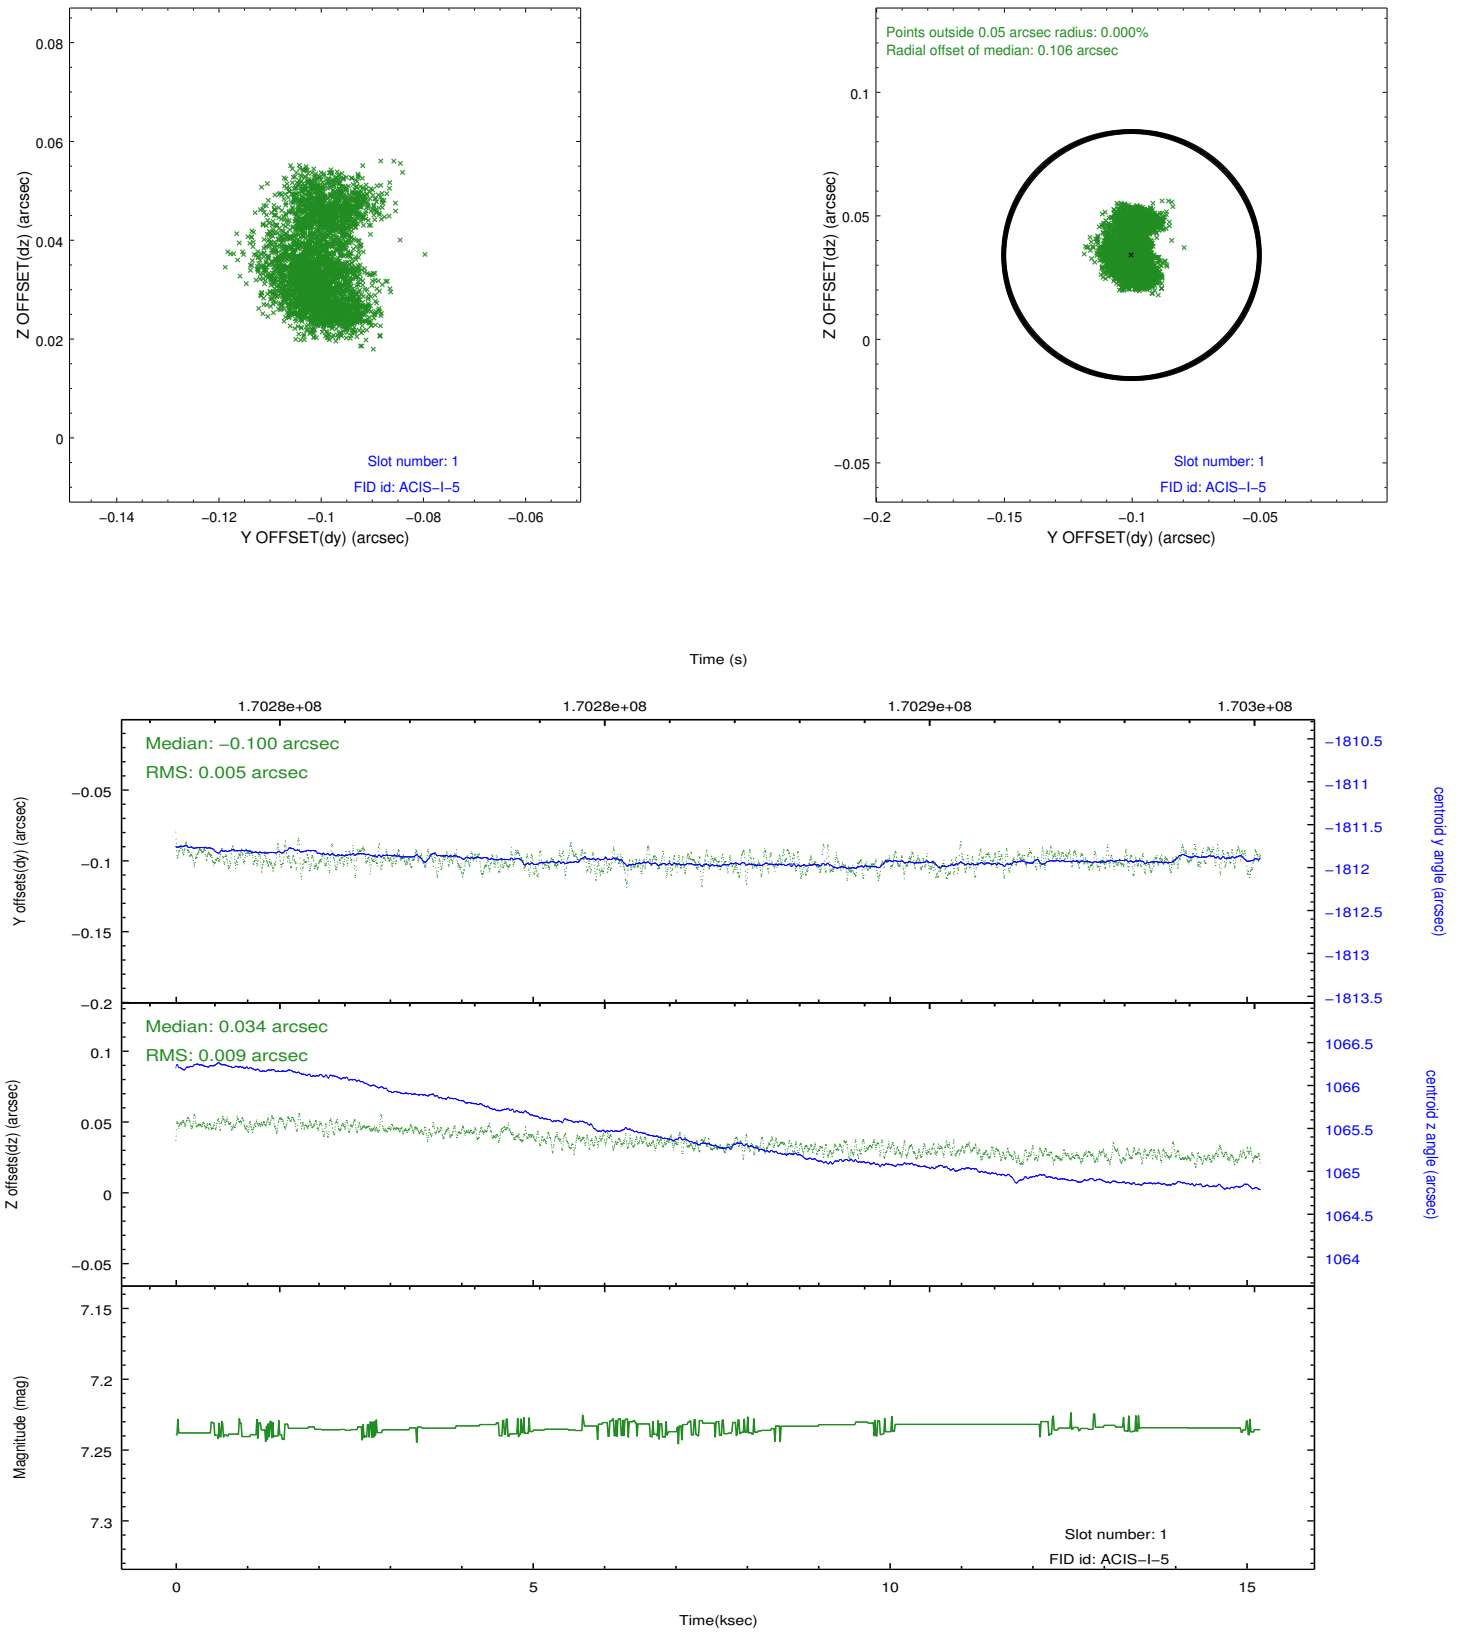 0.08
0.06
0.04
0.02
0
Z OFFSET(dz) (arcsec)
Slot number: 1
FID id: ACIS−I−5
−0.14 −0.12 −0.1 −0.08 −0.06
Y OFFSET(dy) (arcsec)
Points outside 0.05 arcsec radius: 0.000%
Radial offset of median: 0.106 arcsec
0.1
0.05
0
−0.05
Z OFFSET(dz) (arcsec)
Slot number: 1
FID id: ACIS−I−5
−0.2 −0.15 −0.1 −0.05
Y OFFSET(dy) (arcsec)
Time (s)
1.7028e+08 1.7028e+08 1.7029e+08 1.703e+08
Median: −0.100 arcsec
RMS: 0.005 arcsec
−0.05
−0.1
−0.15
−0.2
Y offsets(dy) (arcsec)
−1810.5
−1811
−1811.5
−1812
−1812.5
−1813
−1813.5
centroid y angle (arcsec)
Median: 0.034 arcsec
RMS: 0.009 arcsec
0.1
0.05
0
−0.05
Z offsets(dz) (arcsec)
1066.5
1066
1065.5
1065
1064.5
1064
centroid z angle (arcsec)
7.15
7.2
7.25
7.3
Magnitude (mag)
Slot number: 1
FID id: ACIS−I−5
0 5 10 15
Time(ksec)